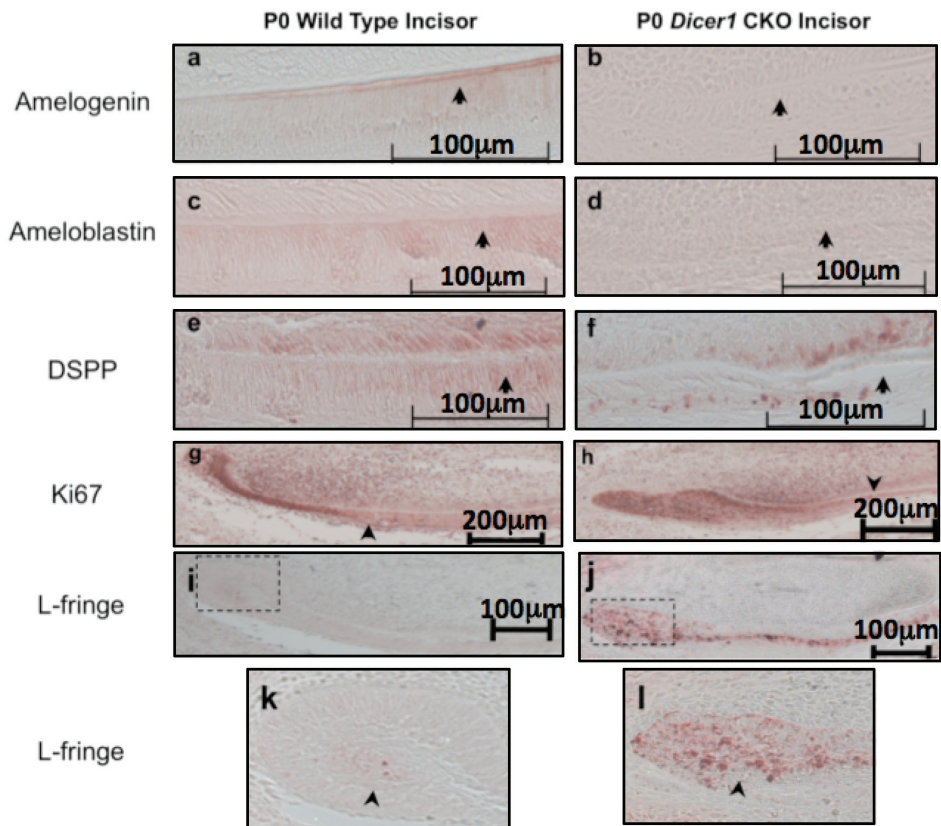 P0 Wild Type Incisor P0 Dicer1 CKO Incisor
Amelogenin
a
100μm
b
100μm
Ameloblastin
c
100μm
d
100μm
DSPP
e
100μm
f
100μm
Ki67
g
200μm
h
200μm
L-fringe
i
100μm
j
100μm
L-fringe
k
l